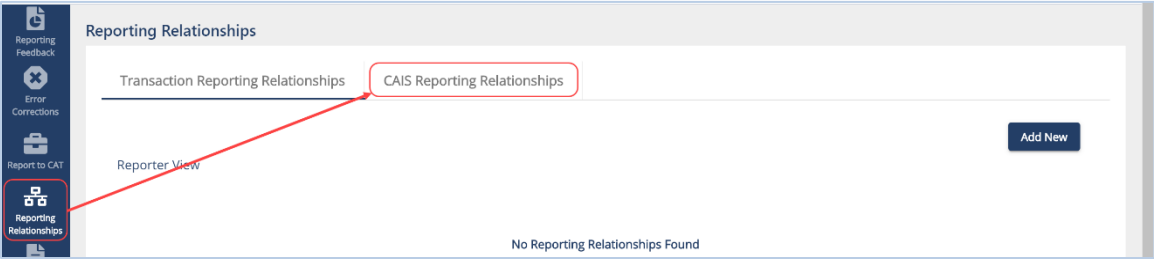 Reporting
Feedback
Error
Corrections
Report to CAT
Reporting
Relationships
Reporting Relationships
Transaction Reporting Relationships
CAIS Reporting Relationships
Add New
Reporter View
No Reporting Relationships Found